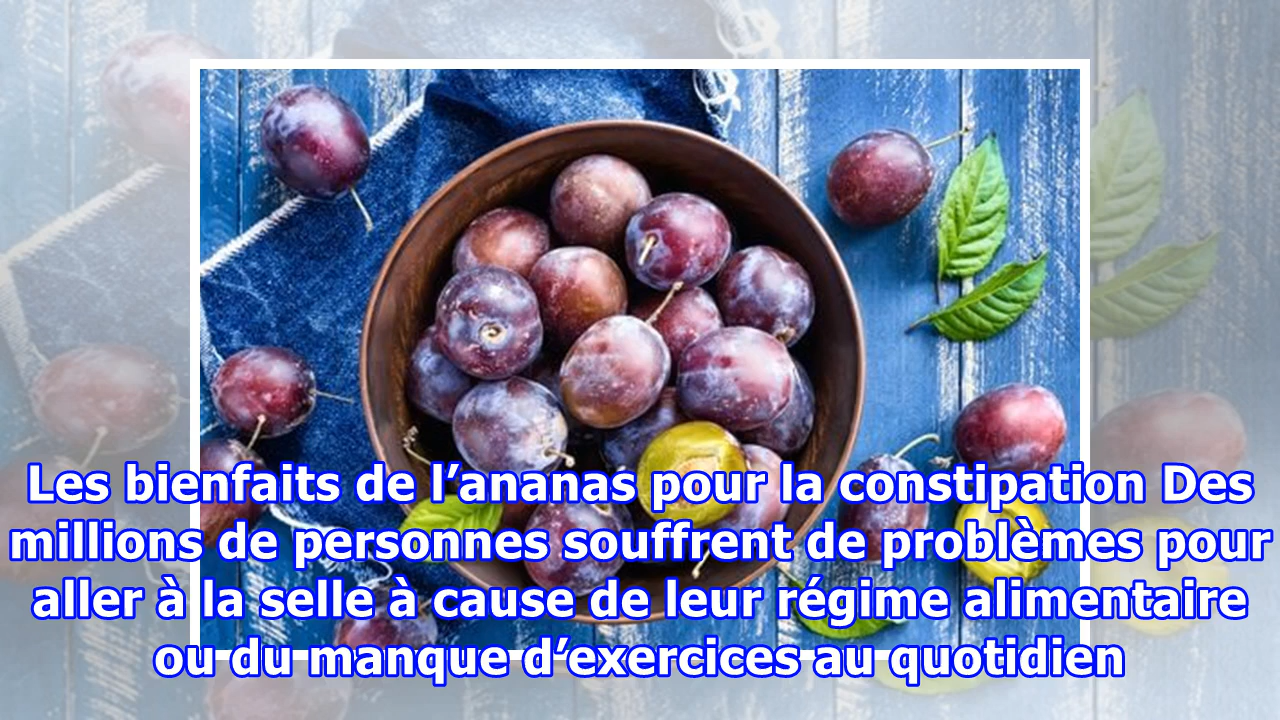 Les bienfaits de l’ananas pour la constipation Des
millions de personnes souffrent de problèmes pour
aller à la selle à cause de leur régime alimentaire
ou du manque d’exercices au quotidien